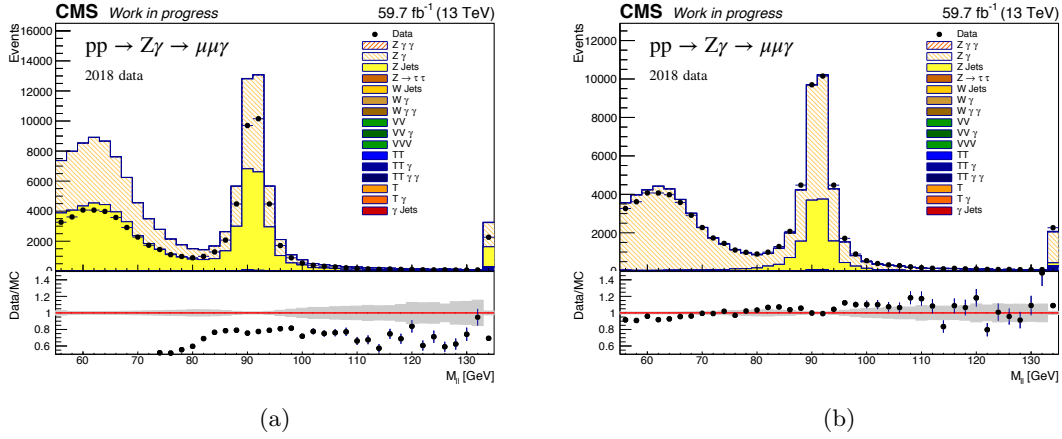 CMS Work in progress 59.7 fb⁻¹ (13 TeV)
Events
16000
14000
12000
10000
8000
6000
4000
2000
0
pp → Zγ → μμγ
2018 data
Data
Z γ γ
Z γ
Z Jets
Z → τ τ
W Jets
W γ
W γ γ
VV
VV γ
VVV
TT
TT γ
TT γ γ
T
T γ
γ Jets
Data/MC
1.4
1.2
1
0.8
0.6
60 70 80 90 100 110 120 130
M_ll [GeV]
(a)
CMS Work in progress 59.7 fb⁻¹ (13 TeV)
Events
12000
10000
8000
6000
4000
2000
0
pp → Zγ → μμγ
2018 data
Data
Z γ γ
Z γ
Z Jets
Z → τ τ
W Jets
W γ
W γ γ
VV
VV γ
VVV
TT
TT γ
TT γ γ
T
T γ
γ Jets
Data/MC
1.4
1.2
1
0.8
0.6
60 70 80 90 100 110 120 130
M_ll [GeV]
(b)